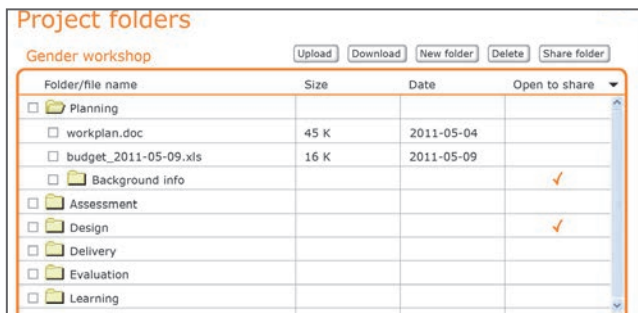 Project folders
Gender workshop Upload Download New folder Delete Share folder
Folder/file name Size Date Open to share
Planning
workplan.doc 45 K 2011-05-04
budget_2011-05-09.xls 16 K 2011-05-09
Background info
Assessment
Design
Delivery
Evaluation
Learning